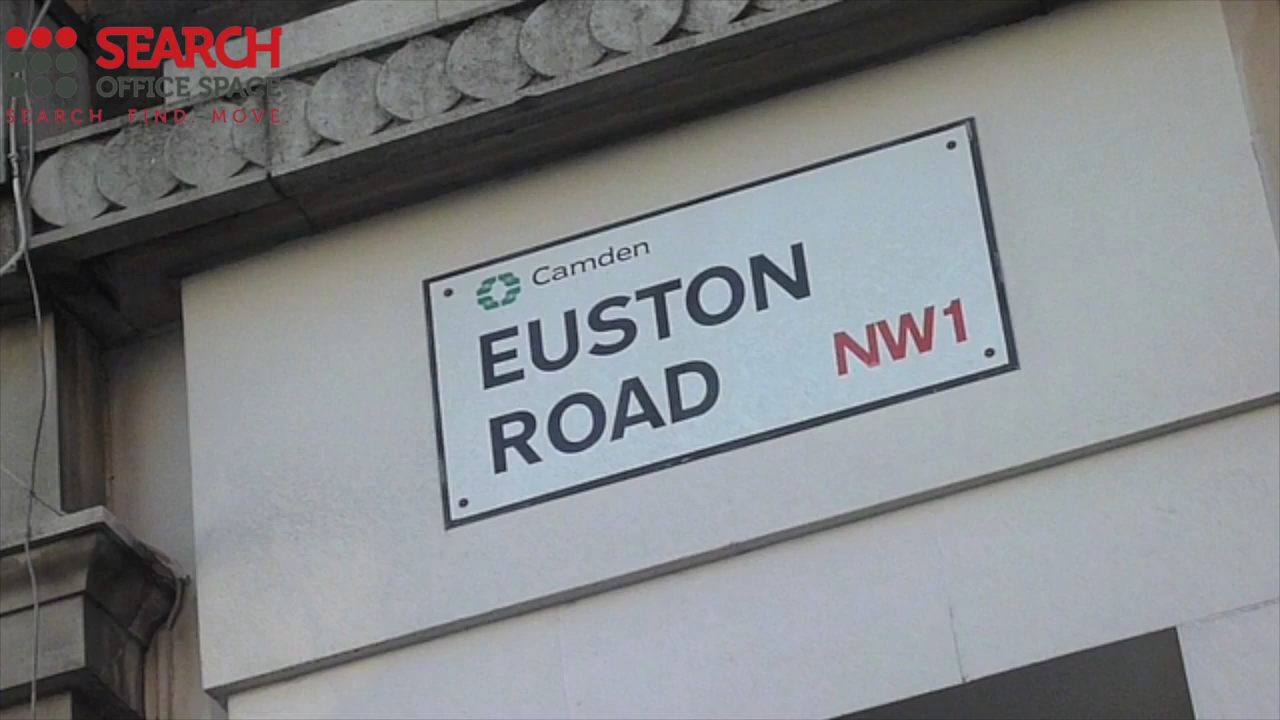 SEARCH
OFFICE SPACE
SEARCH FIND MOVE
Camden
EUSTON
ROAD
NW1